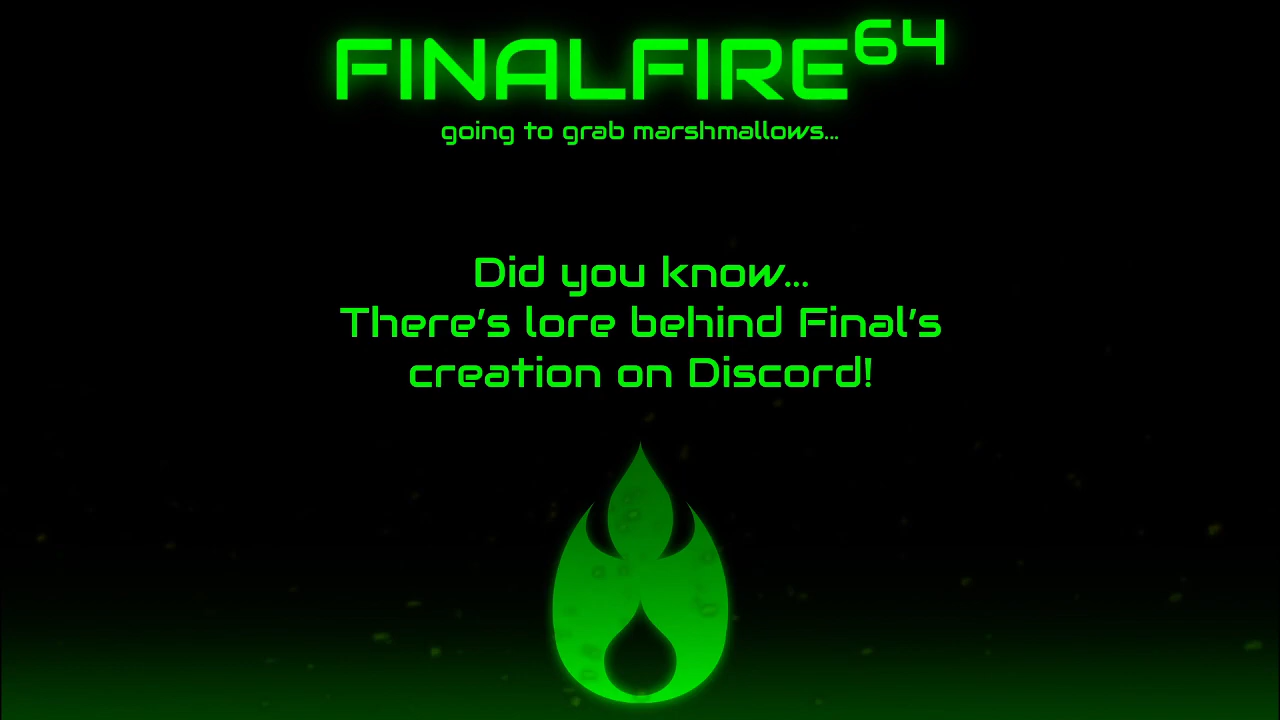 FINALFIRE64
going to grab marshmallows...
Did you know...
There's lore behind Final's
creation on Discord!